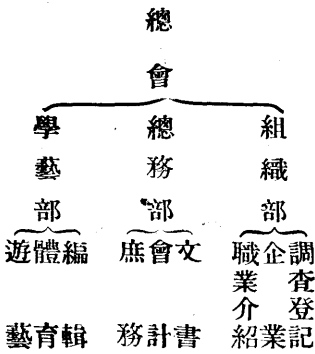 總會
組織部
總務部
學藝部
調查登記
企業
職業介紹
文書
會計
庶務
編輯
體育
遊藝